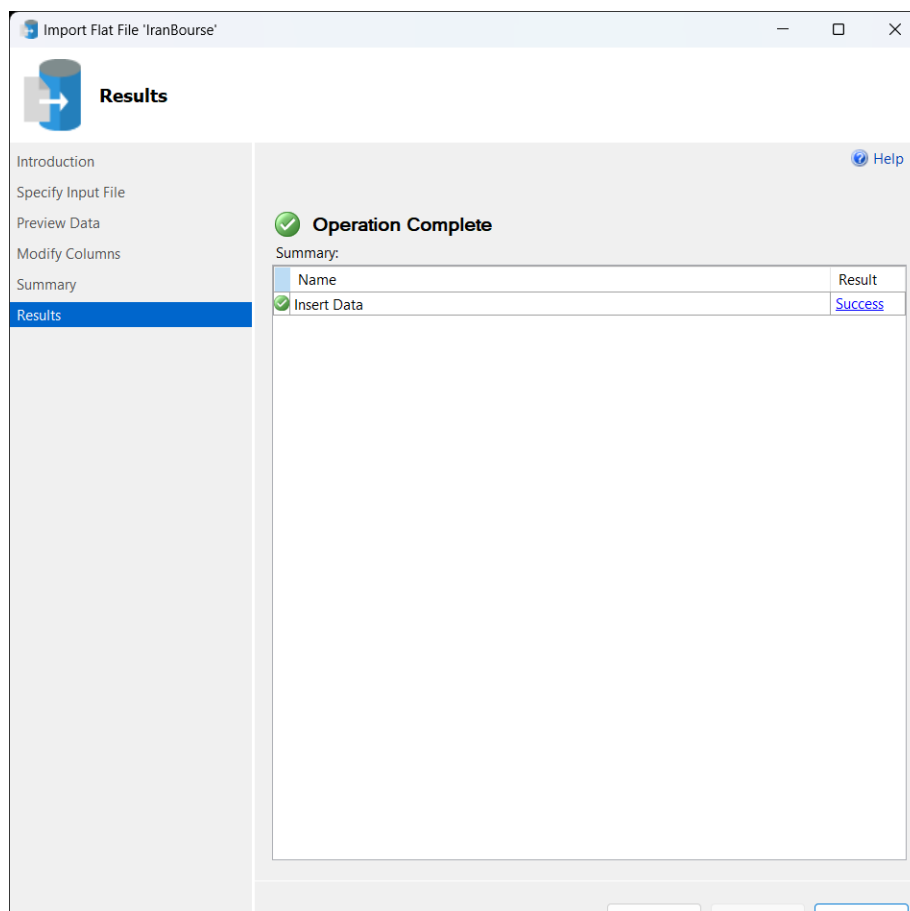 Import Flat File 'IranBourse'
Results
Introduction
Specify Input File
Preview Data
Modify Columns
Summary
Results
Help
Operation Complete
Summary:
Name Result
Insert Data Success